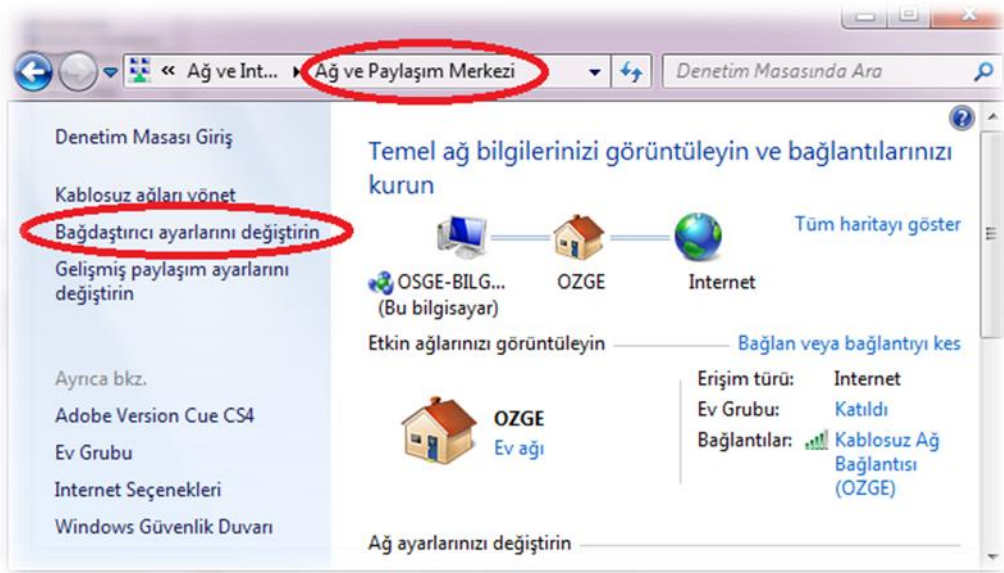 « Ağ ve Int... Ağ ve Paylaşım Merkezi Denetim Masasında Ara
Denetim Masası Giriş
Kablosuz ağları yönet
Bağdaştırıcı ayarlarını değiştirin
Gelişmiş paylaşım ayarlarını
değiştirin
Ayrıca bkz.
Adobe Version Cue CS4
Ev Grubu
Internet Seçenekleri
Windows Güvenlik Duvarı
Temel ağ bilgilerinizi görüntüleyin ve bağlantılarınızı
kurun
Tüm haritayı göster
OSGE-BILG... OZGE Internet
(Bu bilgisayar)
Etkin ağlarınızı görüntüleyin Bağlan veya bağlantıyı kes
OZGE
Ev ağı
Erişim türü: Internet
Ev Grubu: Katıldı
Bağlantılar: Kablosuz Ağ
Bağlantısı
(OZGE)
Ağ ayarlarınızı değiştirin